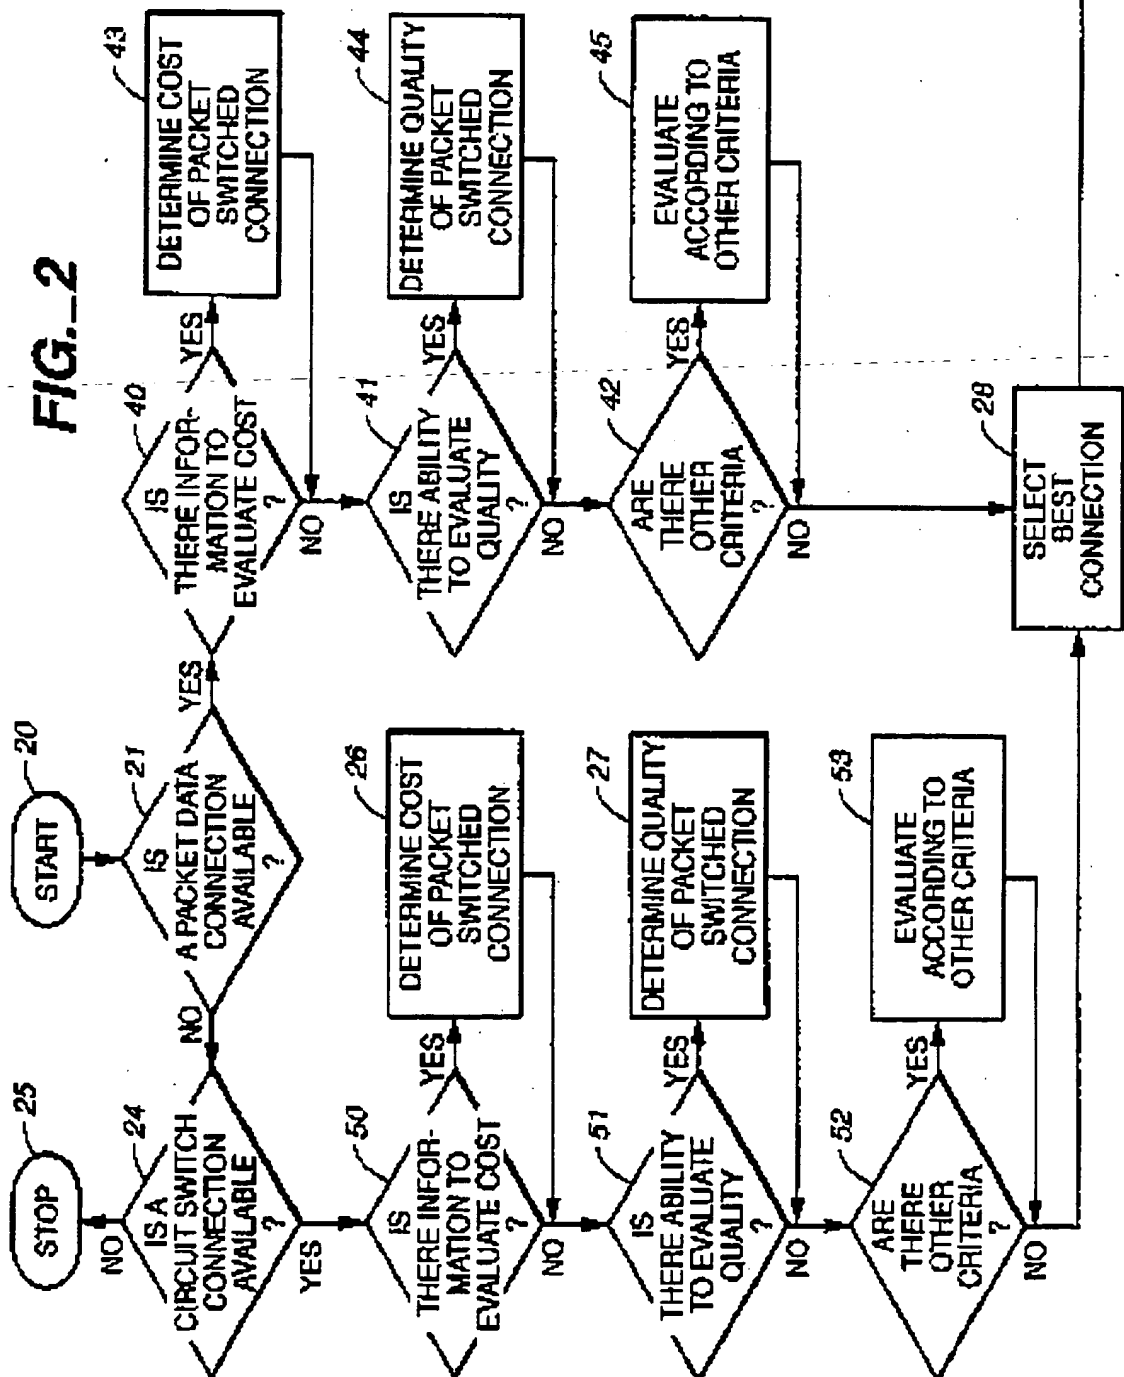 FIG._2
START
20
IS
A PACKET DATA
CONNECTION
AVAILABLE
?
21
YES
NO
IS A
CIRCUIT SWITCH
CONNECTION
AVAILABLE
?
24
NO
YES
STOP
25
IS
THERE INFOR-
MATION TO
EVALUATE COST
?
40
YES
NO
DETERMINE COST
OF PACKET
SWITCHED
CONNECTION
43
IS
THERE ABILITY
TO EVALUATE
QUALITY
?
41
YES
NO
DETERMINE QUALITY
OF PACKET
SWITCHED
CONNECTION
44
ARE
THERE
OTHER
CRITERIA
?
42
YES
NO
EVALUATE
ACCORDING TO
OTHER CRITERIA
45
IS
THERE INFOR-
MATION TO
EVALUATE COST
?
50
YES
NO
DETERMINE COST
OF PACKET
SWITCHED
CONNECTION
26
IS
THERE ABILITY
TO EVALUATE
QUALITY
?
51
YES
NO
DETERMINE QUALITY
OF PACKET
SWITCHED
CONNECTION
27
ARE
THERE
OTHER
CRITERIA
?
52
YES
NO
EVALUATE
ACCORDING TO
OTHER CRITERIA
53
SELECT
BEST
CONNECTION
28